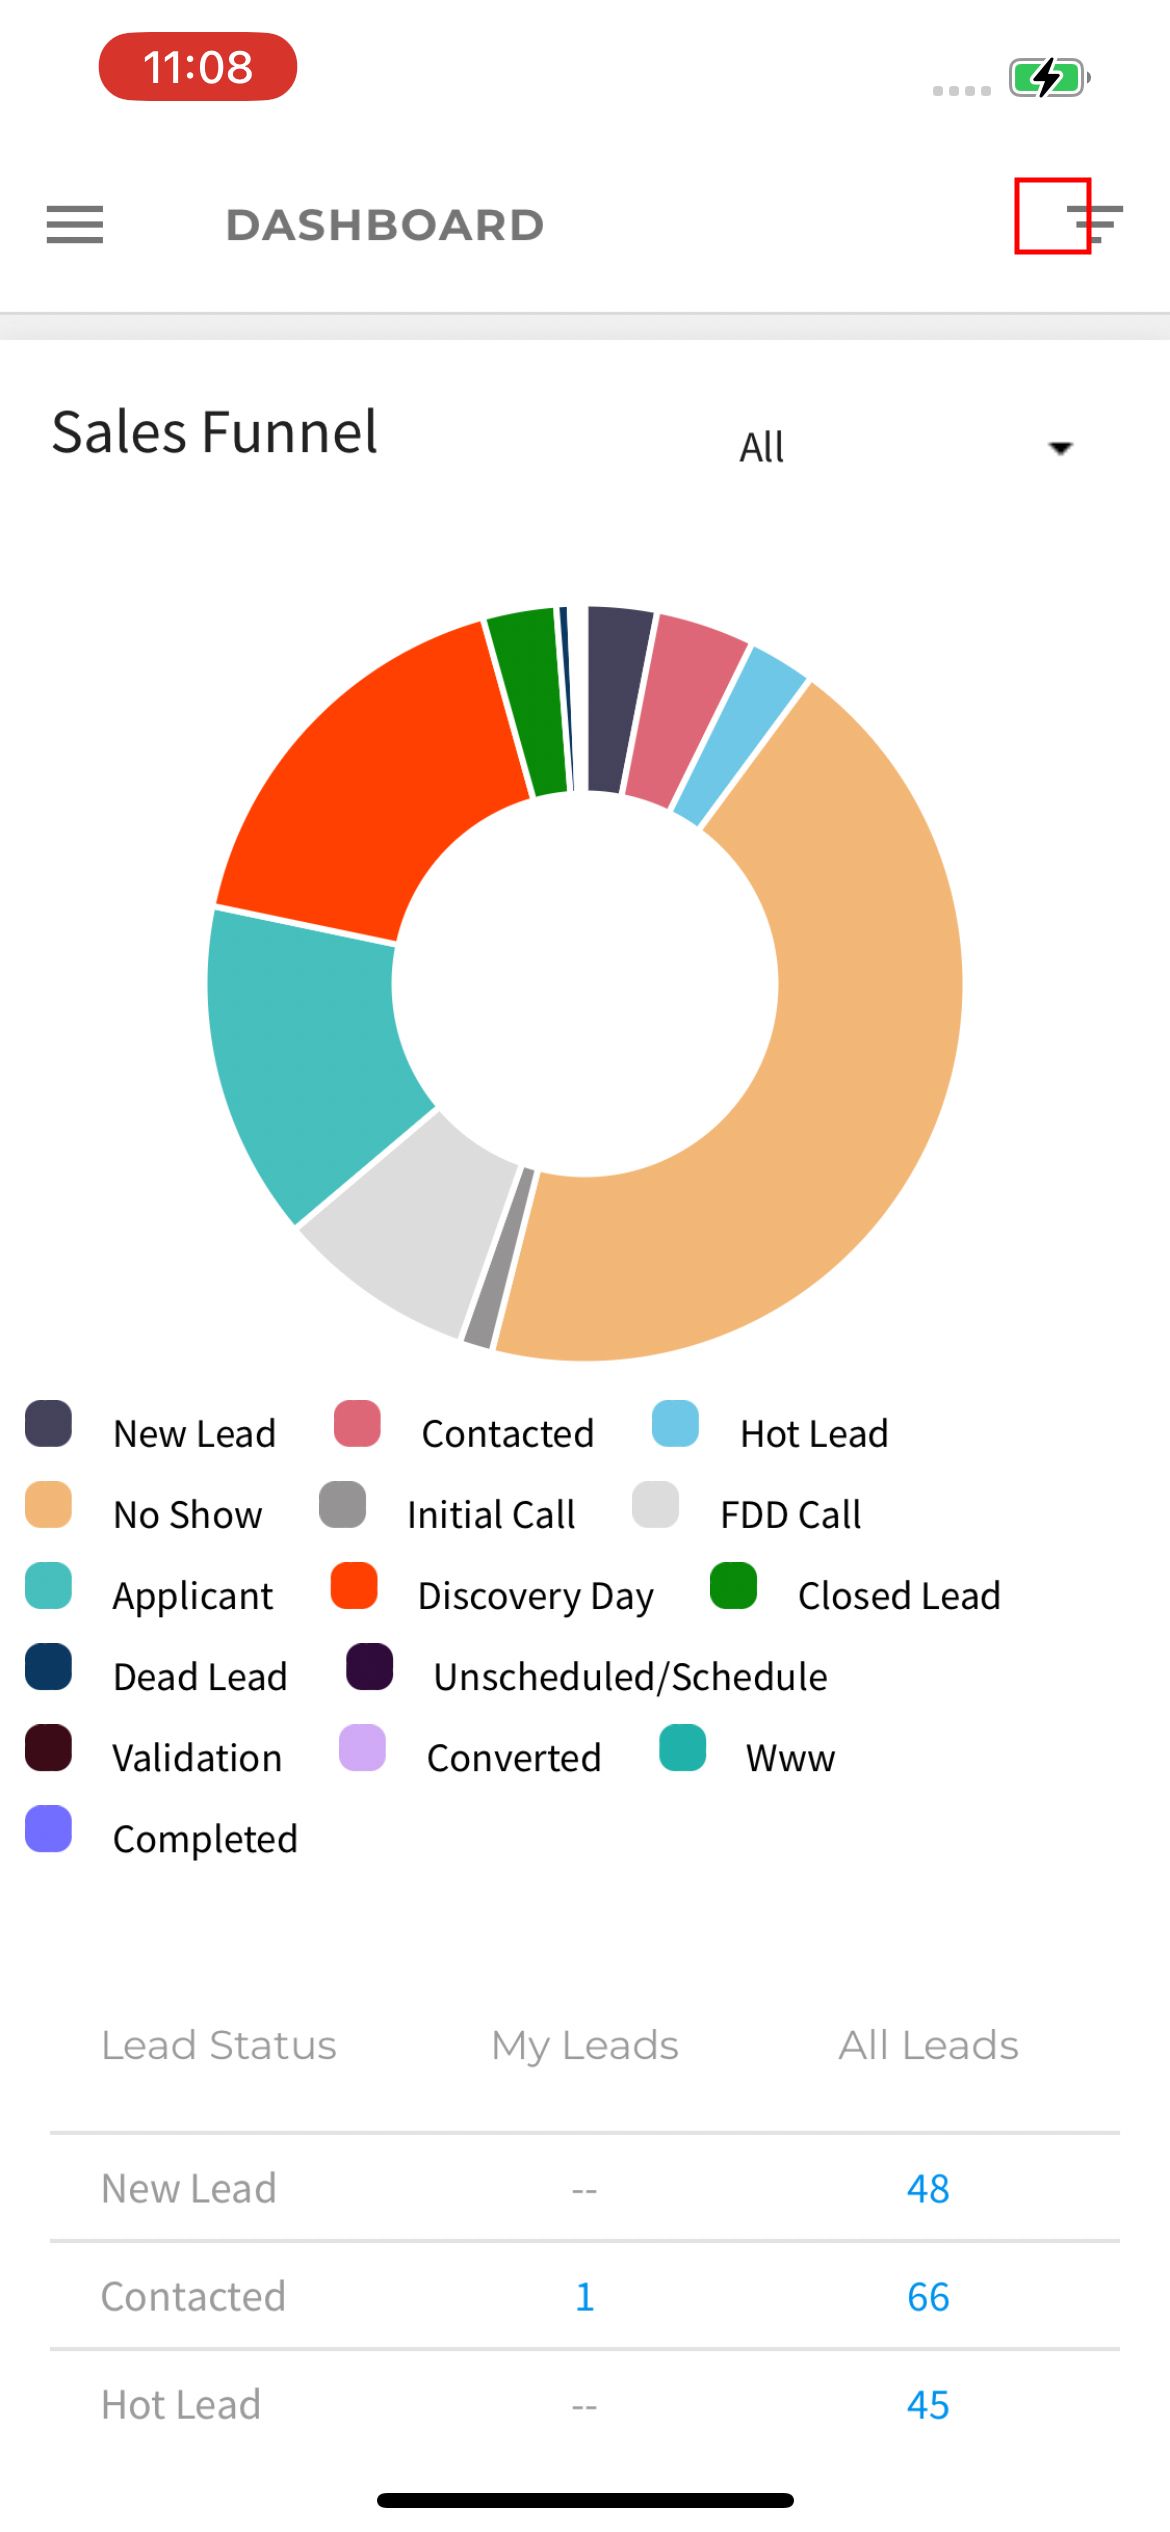 11:08
DASHBOARD
Sales Funnel
All
New Lead Contacted Hot Lead
No Show Initial Call FDD Call
Applicant Discovery Day Closed Lead
Dead Lead Unscheduled/Schedule
Validation Converted Www
Completed
Lead Status My Leads All Leads
New Lead -- 48
Contacted 1 66
Hot Lead -- 45